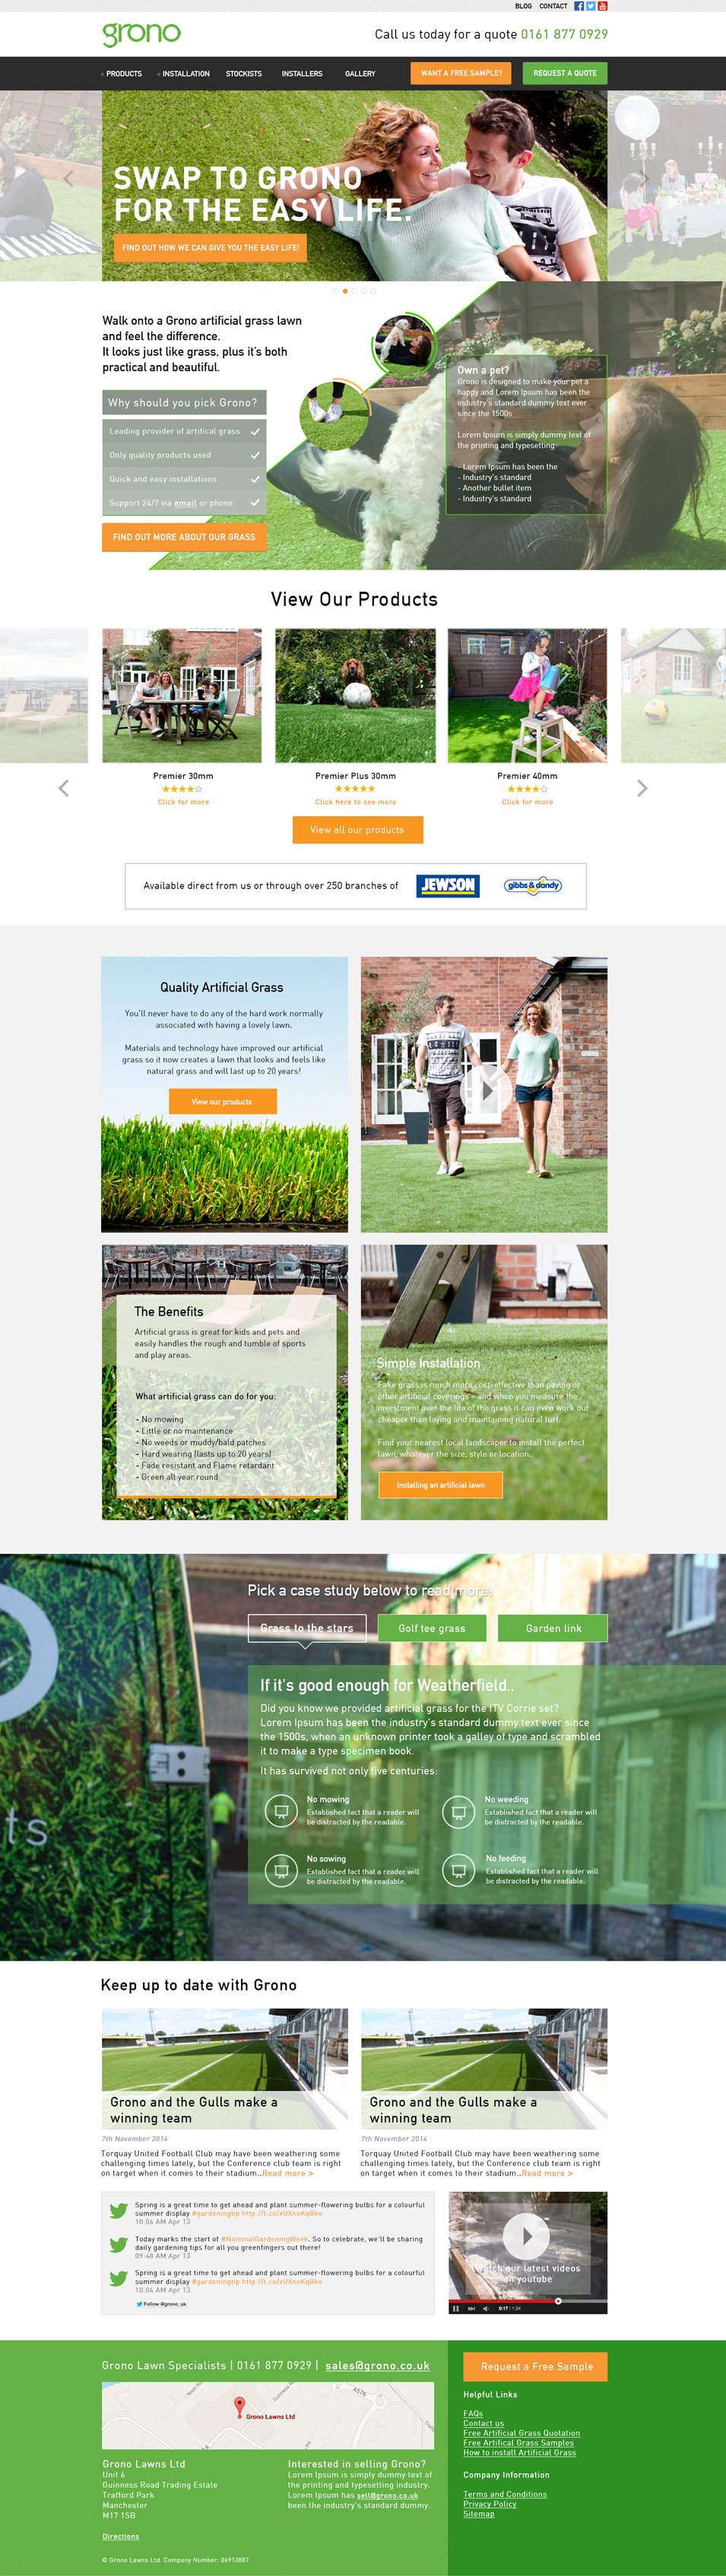 BLOG CONTACT
grono
Call us today for a quote 0161 877 0929
+ PRODUCTS + INSTALLATION STOCKISTS INSTALLERS GALLERY WANT A FREE SAMPLE? REQUEST A QUOTE
SWAP TO GRONO
FOR THE EASY LIFE.
FIND OUT HOW WE CAN GIVE YOU THE EASY LIFE!
Walk onto a Grono artificial grass lawn
and feel the difference.
It looks just like grass, plus it's both
practical and beautiful.
Why should you pick Grono?
Leading provider of artifical grass
Only quality products used
Quick and easy installations
Support 24/7 via email or phone
FIND OUT MORE ABOUT OUR GRASS
Own a pet?
Grono is designed to make your pet a
happy and Lorem Ipsum has been the
industry's standard dummy text ever
since the 1500s
Lorem Ipsum is simply dummy text of
the printing and typesetting:
- Lorem Ipsum has been the
- Industry's standard
- Another bullet item
- Industry's standard
View Our Products
Premier 30mm
Click for more
Premier Plus 30mm
Click here to see more
Premier 40mm
Click for more
View all our products
Available direct from us or through over 250 branches of JEWSON gibbs & dandy
Quality Artificial Grass
You'll never have to do any of the hard work normally
associated with having a lovely lawn.
Materials and technology have improved our artificial
grass so it now creates a lawn that looks and feels like
natural grass and will last up to 20 years!
View our products
The Benefits
Artificial grass is great for kids and pets and
easily handles the rough and tumble of sports
and play areas.
What artificial grass can do for you:
- No mowing
- Little or no maintenance
- No weeds or muddy/bald patches
- Hard wearing (lasts up to 20 years)
- Fade resistant and Flame retardant
- Green all year round
Simple Installation
Fake grass is much more cost-effective than paving or
other artificial coverings – and when you measure the
investment over the life of the grass it can even work out
cheaper than laying and maintaining natural turf.
Find your nearest local landscaper to install the perfect
lawn, whatever the size, style or location.
Installing an artificial lawn
Pick a case study below to read more:
Grass to the stars Golf tee grass Garden link
If it's good enough for Weatherfield..
Did you know we provided artificial grass for the ITV Corrie set?
Lorem Ipsum has been the industry's standard dummy text ever since
the 1500s, when an unknown printer took a galley of type and scrambled
it to make a type specimen book.
It has survived not only five centuries:
No mowing
Established fact that a reader will
be distracted by the readable.
No weeding
Established fact that a reader will
be distracted by the readable.
No sowing
Established fact that a reader will
be distracted by the readable.
No feeding
Established fact that a reader will
be distracted by the readable.
ts
Keep up to date with Grono
Grono and the Gulls make a
winning team
7th November 2014
Torquay United Football Club may have been weathering some
challenging times lately, but the Conference club team is right
on target when it comes to their stadium..Read more >
Grono and the Gulls make a
winning team
7th November 2014
Torquay United Football Club may have been weathering some
challenging times lately, but the Conference club team is right
on target when it comes to their stadium..Read more >
Spring is a great time to get ahead and plant summer-flowering bulbs for a colourful
summer display #gardeningtip http://t.co/xUXnoKqBke
10:04 AM Apr 13
Today marks the start of #NationalGardeningWeek. So to celebrate, we'll be sharing
daily gardening tips for all you greenfingers out there!
09:48 AM Apr 13
Spring is a great time to get ahead and plant summer-flowering bulbs for a colourful
summer display #gardeningtip http://t.co/xUXnoKqBke
10:04 AM Apr 13
Follow @grono_uk
Watch our latest videos
on youtube
0:17 / 1:24
Grono Lawn Specialists | 0161 877 0929 | sales@grono.co.uk
A576
Grono Lawns Ltd
Grono Lawns Ltd
Unit 6
Guinness Road Trading Estate
Trafford Park
Manchester
M17 1SB
Directions
Interested in selling Grono?
Lorem Ipsum is simply dummy text of
the printing and typesetting industry.
Lorem Ipsum has sell@grono.co.uk
been the industry's standard dummy.
© Grono Lawns Ltd. Company Number: 06913887
Request a Free Sample
Helpful Links
FAQs
Contact us
Free Artificial Grass Quotation
Free Artifical Grass Samples
How to install Artificial Grass
Company Information
Terms and Conditions
Privacy Policy
Sitemap